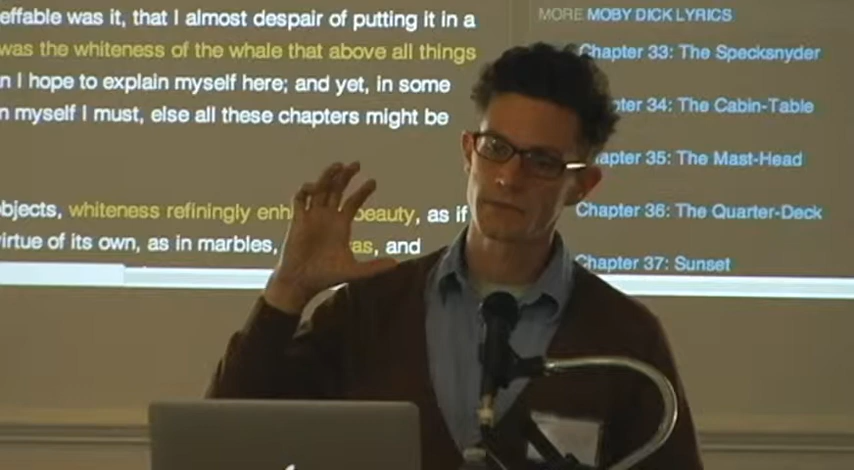 effable was it, that I almost despair of putting it in a
was the whiteness of the whale that above all things
n I hope to explain myself here; and yet, in some
n myself I must, else all these chapters might be
bjects, whiteness refiningly enh beauty, as if
irtue of its own, as in marbles, as, and
MORE MOBY DICK LYRICS
Chapter 33: The Specksnyder
pter 34: The Cabin-Table
apter 35: The Mast-Head
Chapter 36: The Quarter-Deck
Chapter 37: Sunset